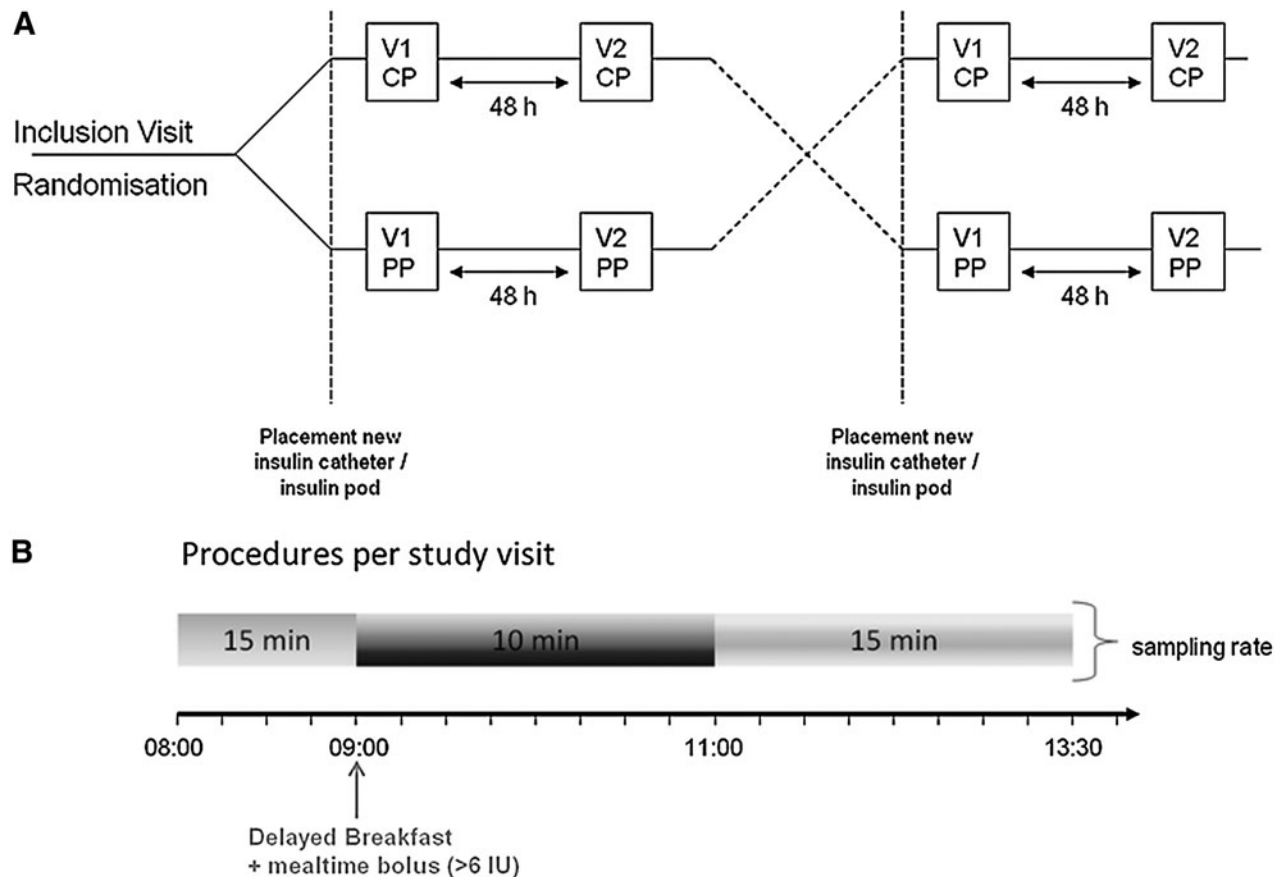 A
V1
CP
48 h
V2
CP
V1
CP
48 h
V2
CP
Inclusion Visit
Randomisation
V1
PP
48 h
V2
PP
V1
PP
48 h
V2
PP
Placement new
insulin catheter /
insulin pod
Placement new
insulin catheter /
insulin pod
B
Procedures per study visit
15 min
10 min
15 min
sampling rate
08:00
09:00
11:00
13:30
Delayed Breakfast
+ mealtime bolus (>6 IU)